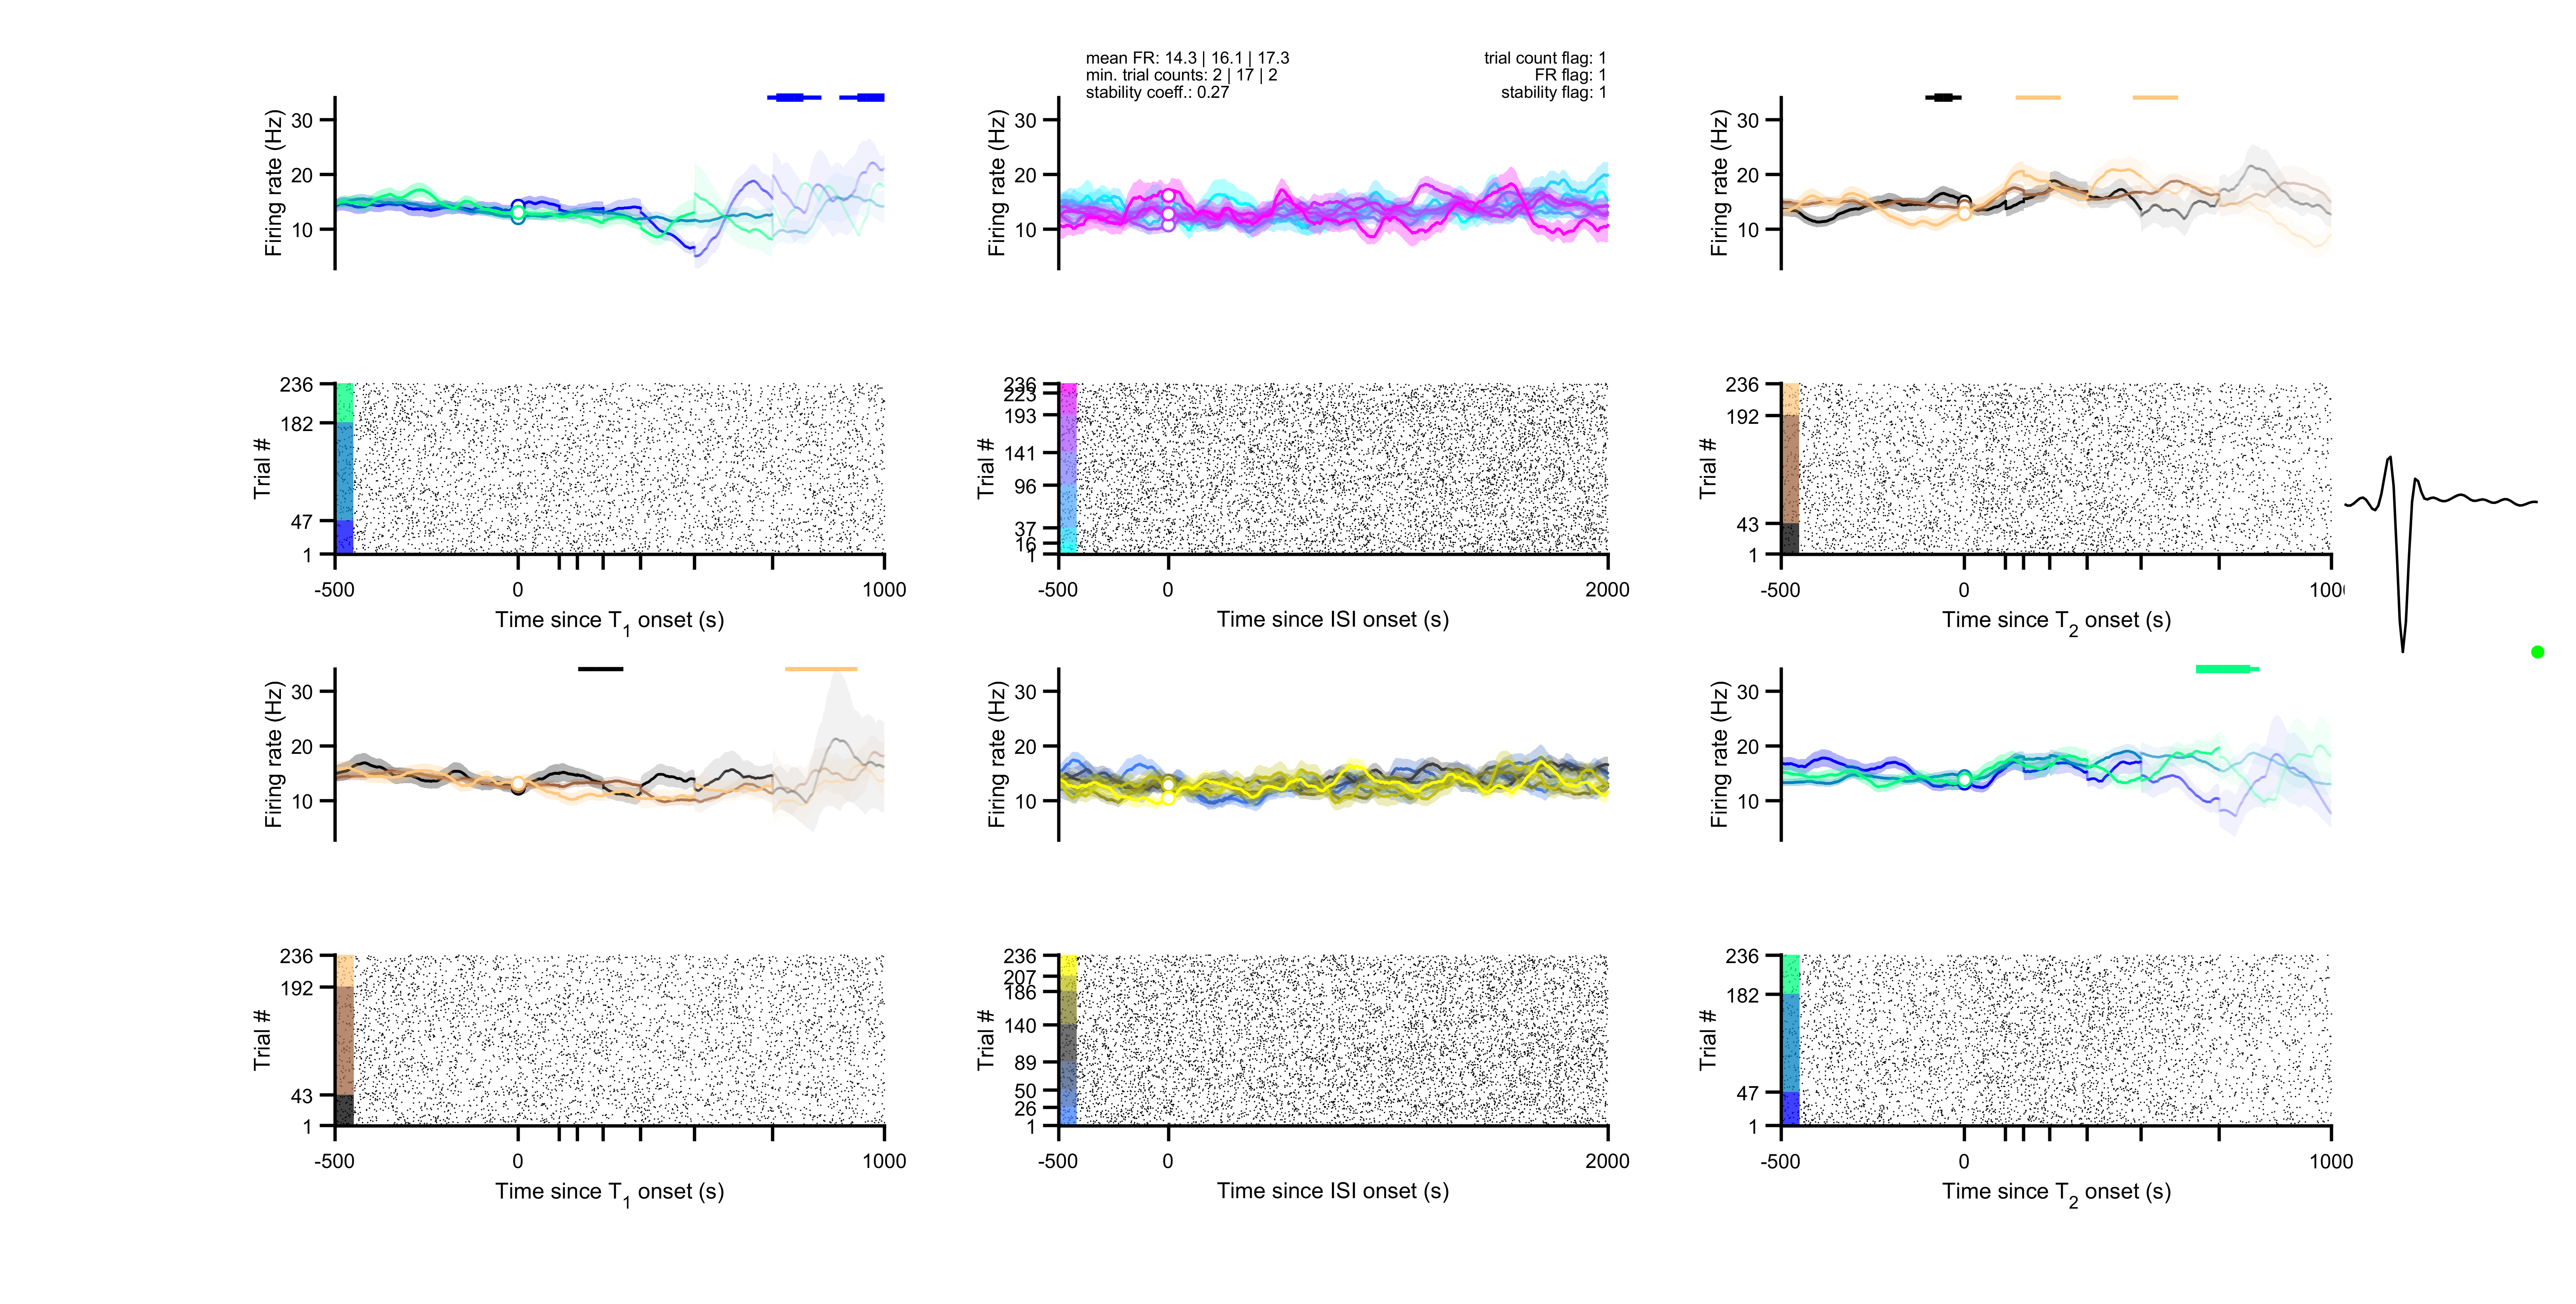 mean FR: 14.3 | 16.1 | 17.3
min. trial counts: 2 | 17 | 2
stability coeff.: 0.27
trial count flag: 1
FR flag: 1
stability flag: 1
Firing rate (Hz)
30
20
10
Firing rate (Hz)
30
20
10
Firing rate (Hz)
30
20
10
Trial #
236
182
47
1
-500
0
1000
Time since T1 onset (s)
Trial #
236
223
193
141
96
37
16
1
-500
0
2000
Time since ISI onset (s)
Trial #
236
192
43
1
-500
0
Time since T2 onset (s)
Firing rate (Hz)
30
20
10
Firing rate (Hz)
30
20
10
Firing rate (Hz)
30
20
10
Trial #
236
192
43
1
-500
0
1000
Time since T1 onset (s)
Trial #
236
207
186
140
89
50
26
1
-500
0
2000
Time since ISI onset (s)
Trial #
236
182
47
1
-500
0
1000
Time since T2 onset (s)